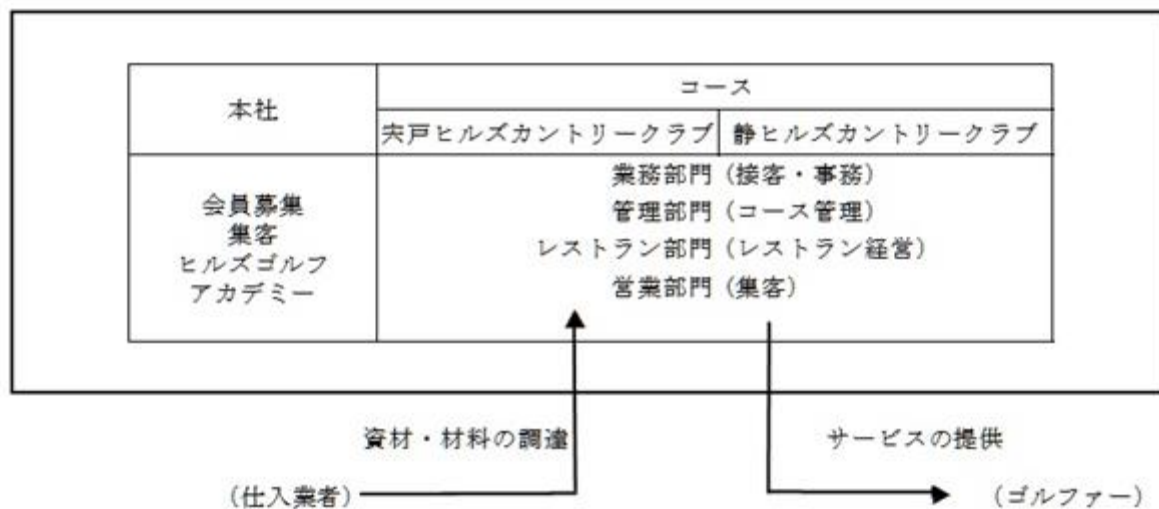 本社
コース
宍戸ヒルズカントリークラブ
静ヒルズカントリークラブ
会員募集
集客
ヒルズゴルフ
アカデミー
業務部門（接客・事務）
管理部門（コース管理）
レストラン部門（レストラン経営）
営業部門（集客）
資材・材料の調達
サービスの提供
（仕入業者）
（ゴルファー）